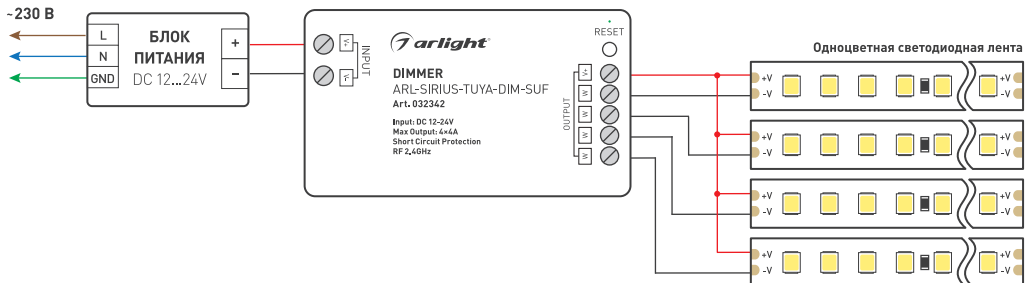 ~230 В
L
N
GND
БЛОК
ПИТАНИЯ
DC 12...24V
+
−
V+
V-
INPUT
arlight®
DIMMER
ARL-SIRIUS-TUYA-DIM-SUF
Art. 032342
Input: DC 12-24V
Max Output: 4×4A
Short Circuit Protection
RF 2,4GHz
RESET
OUTPUT
V+
W
W
W
W
Одноцветная светодиодная лента
+V
-V
+V
-V
+V
-V
+V
-V
+V
-V
+V
-V
+V
-V
+V
-V